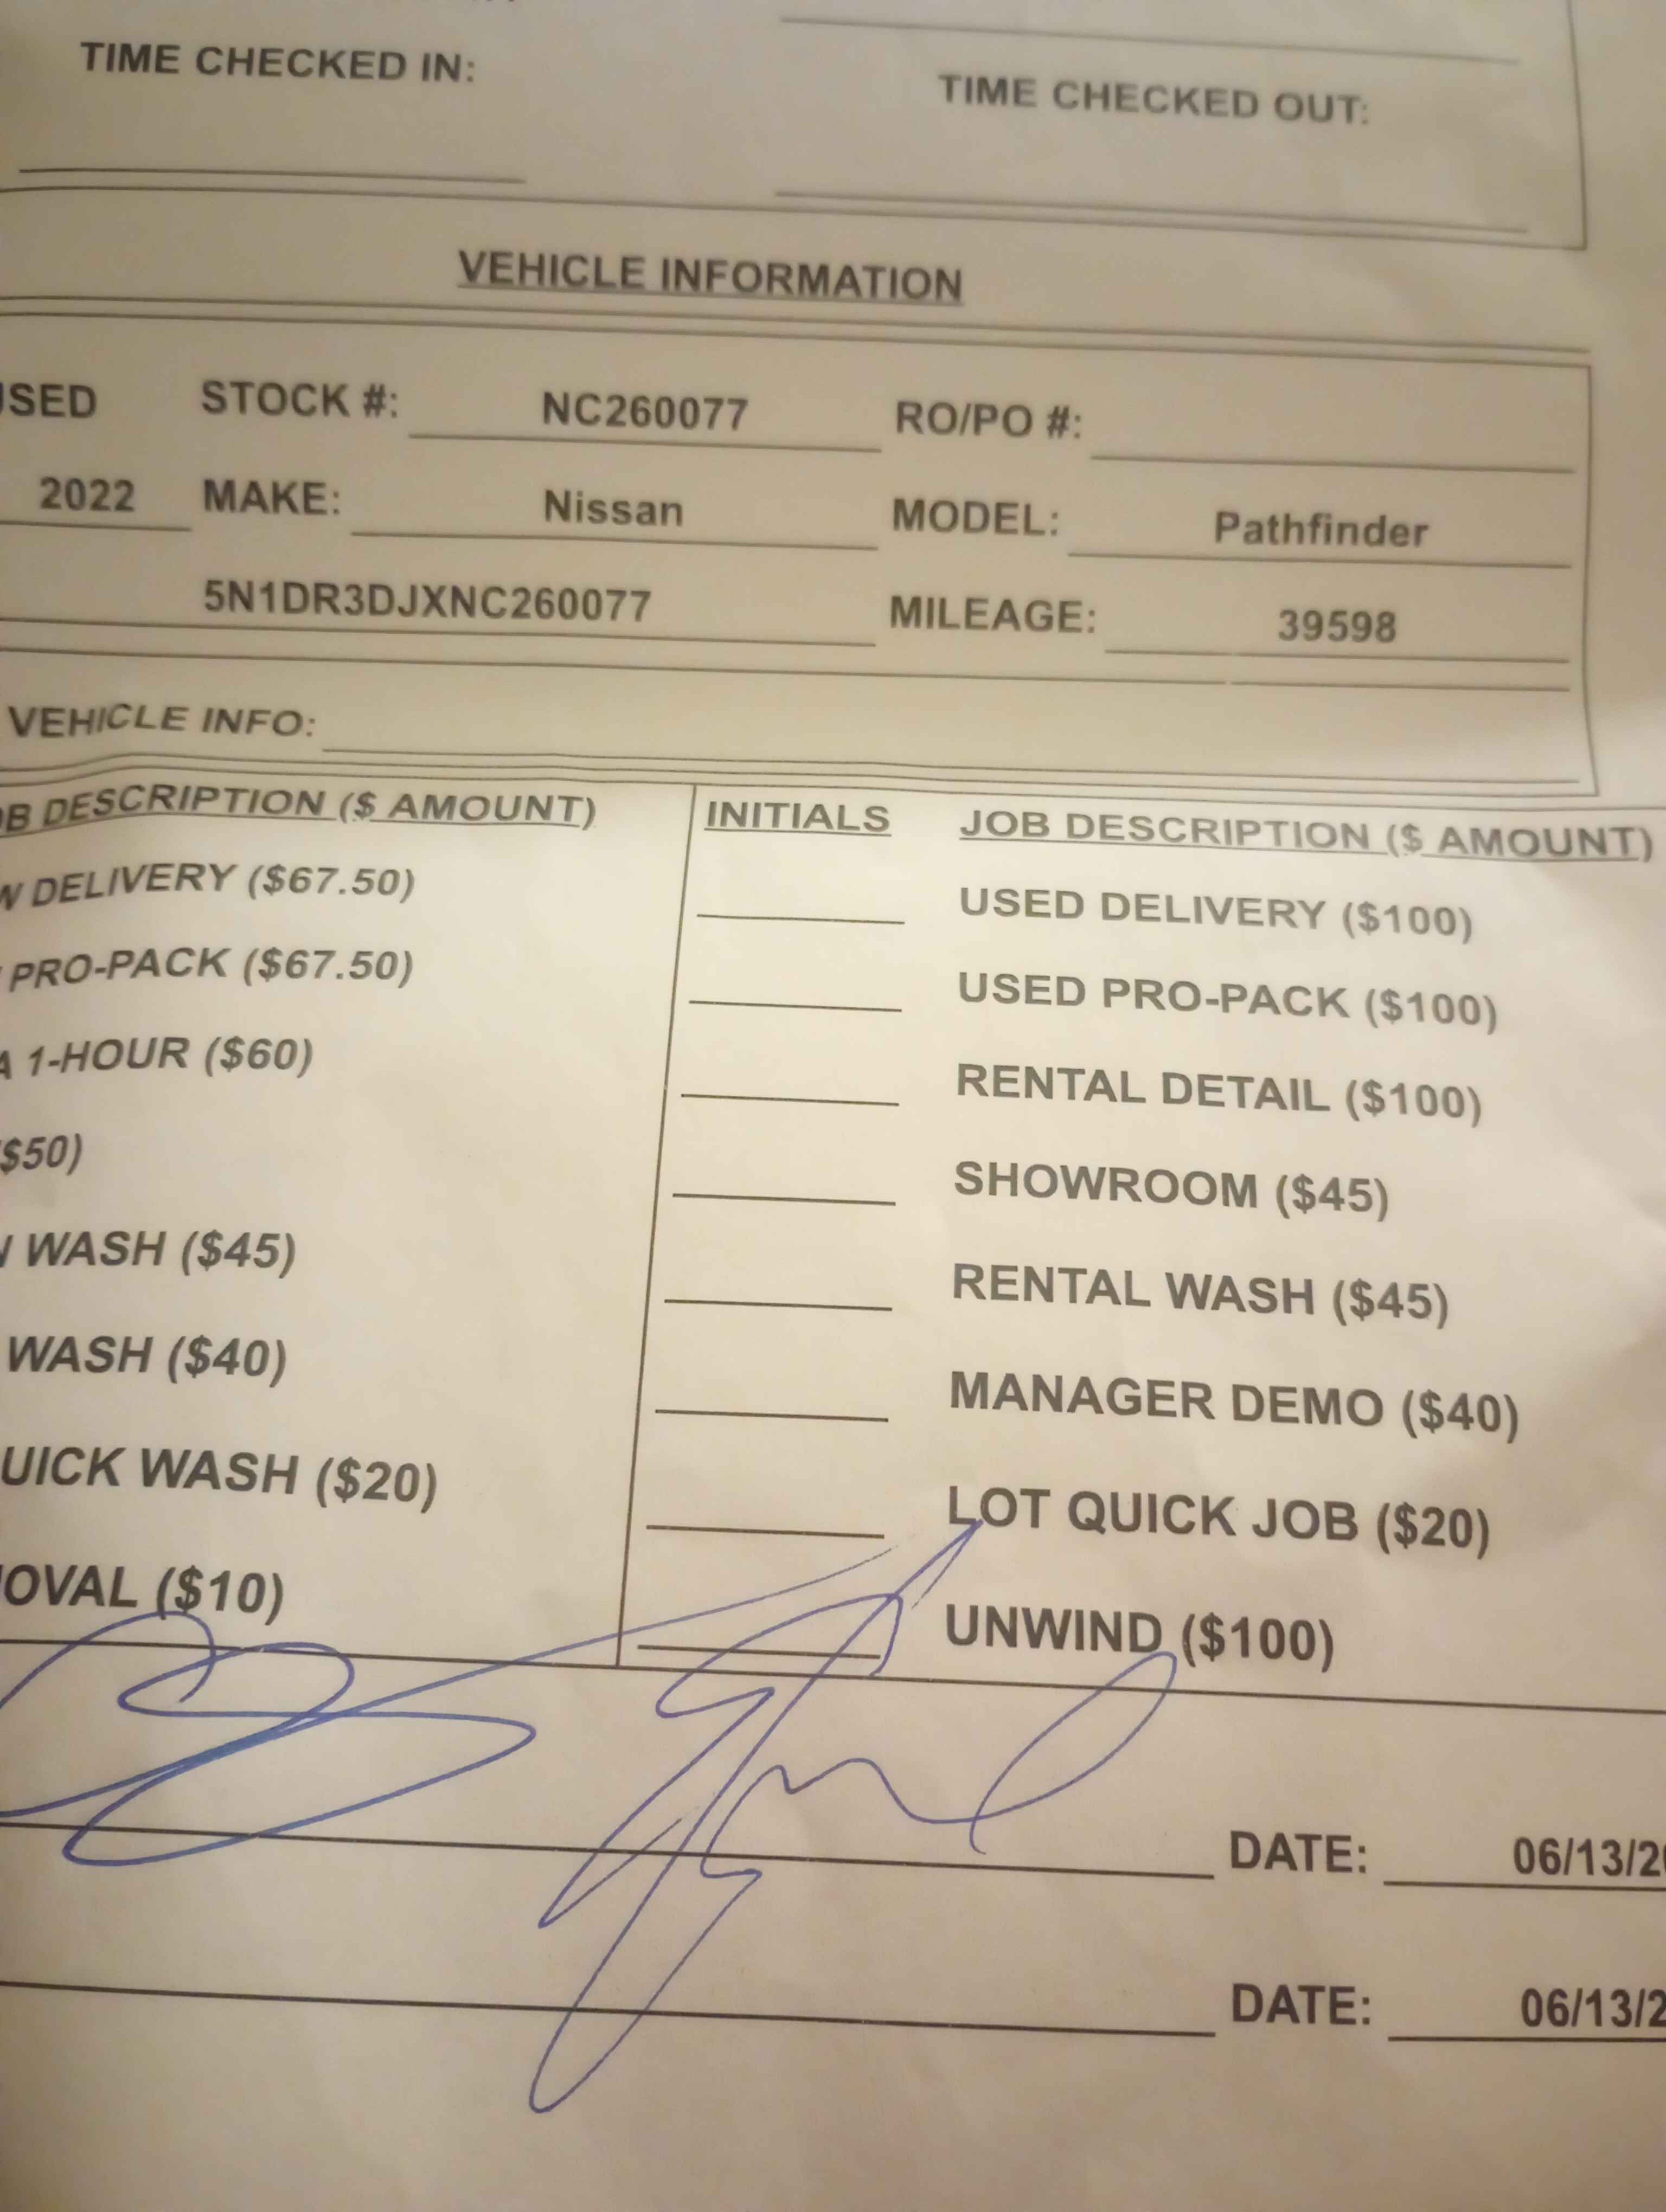 TIME CHECKED IN: TIME CHECKED OUT:
VEHICLE INFORMATION
USED STOCK #: NC260077 RO/PO #:
2022 MAKE: Nissan MODEL: Pathfinder
5N1DR3DJXNC260077 MILEAGE: 39598
VEHICLE INFO:
DESCRIPTION ($ AMOUNT) INITIALS JOB DESCRIPTION ($ AMOUNT)
DELIVERY ($67.50) USED DELIVERY ($100)
PRO-PACK ($67.50) USED PRO-PACK ($100)
1-HOUR ($60) RENTAL DETAIL ($100)
$50) SHOWROOM ($45)
WASH ($45) RENTAL WASH ($45)
WASH ($40) MANAGER DEMO ($40)
UICK WASH ($20) LOT QUICK JOB ($20)
OVAL ($10) UNWIND ($100)
DATE: 06/13/2
DATE: 06/13/2